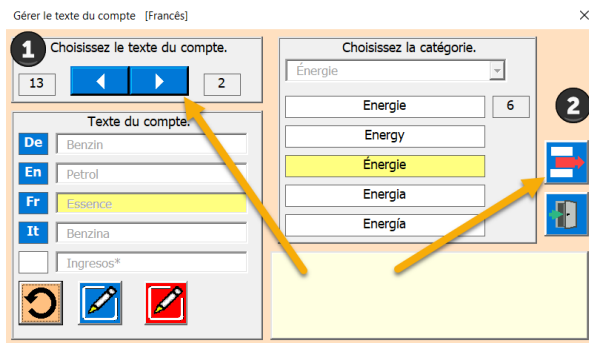 Gérer le texte du compte [Francês]
1
Choisissez le texte du compte.
13
2
Texte du compte.
De Benzin
En Petrol
Fr Essence
It Benzina
Ingresos*
Choisissez la catégorie.
Énergie
Energie 6
Energy
Énergie
Energia
Energía
2